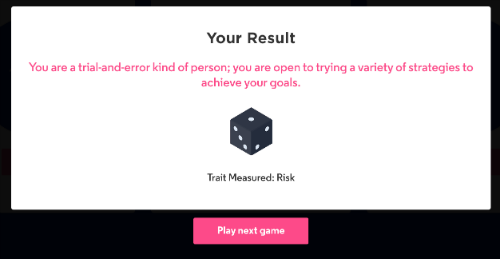 Your Result
You are a trial-and-error kind of person; you are open to trying a variety of strategies to
achieve your goals.
Trait Measured: Risk
Play next game